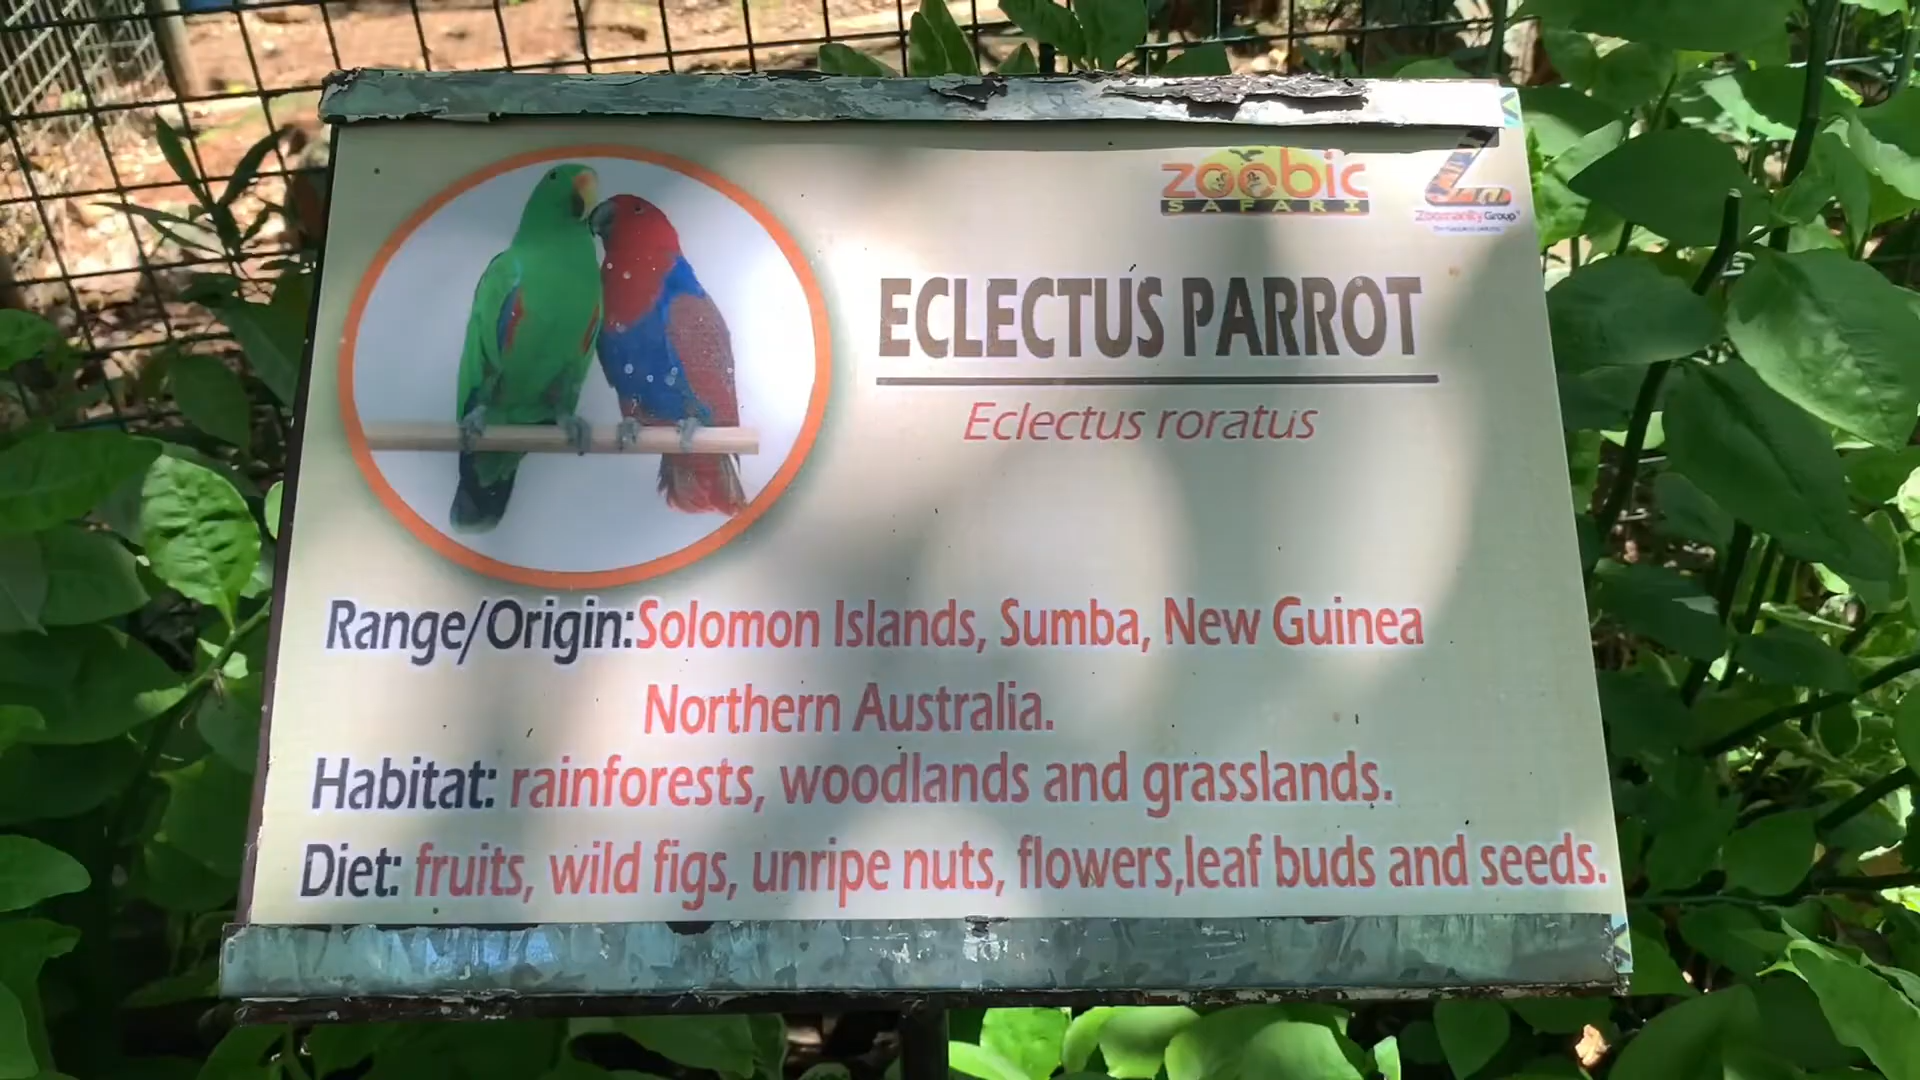 zoobic
SAFARI
Zoomanity Group
ECLECTUS PARROT
Eclectus roratus
Range/Origin:Solomon Islands, Sumba, New Guinea
Northern Australia.
Habitat: rainforests, woodlands and grasslands.
Diet: fruits, wild figs, unripe nuts, flowers,leaf buds and seeds.